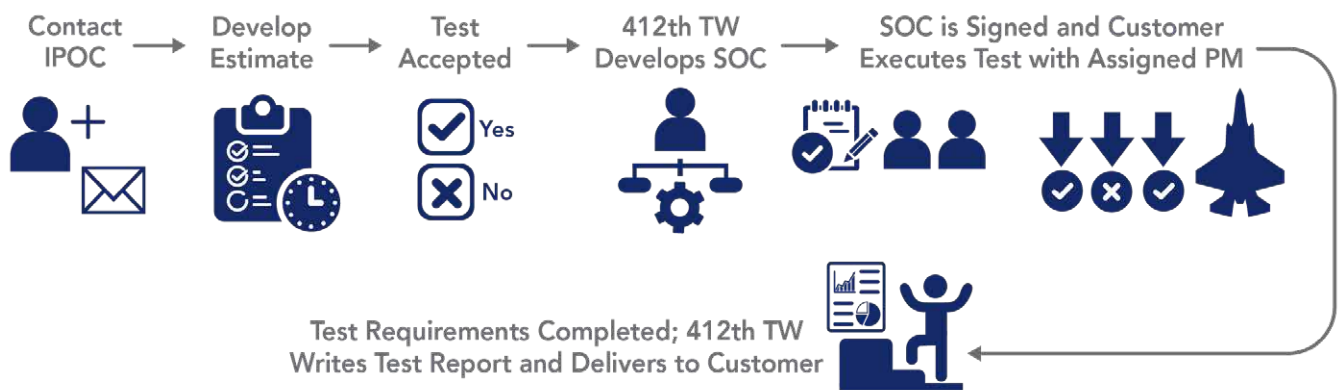 Contact
IPOC
Develop
Estimate
Test
Accepted
412th TW
Develops SOC
SOC is Signed and Customer
Executes Test with Assigned PM
Yes
No
Test Requirements Completed; 412th TW
Writes Test Report and Delivers to Customer